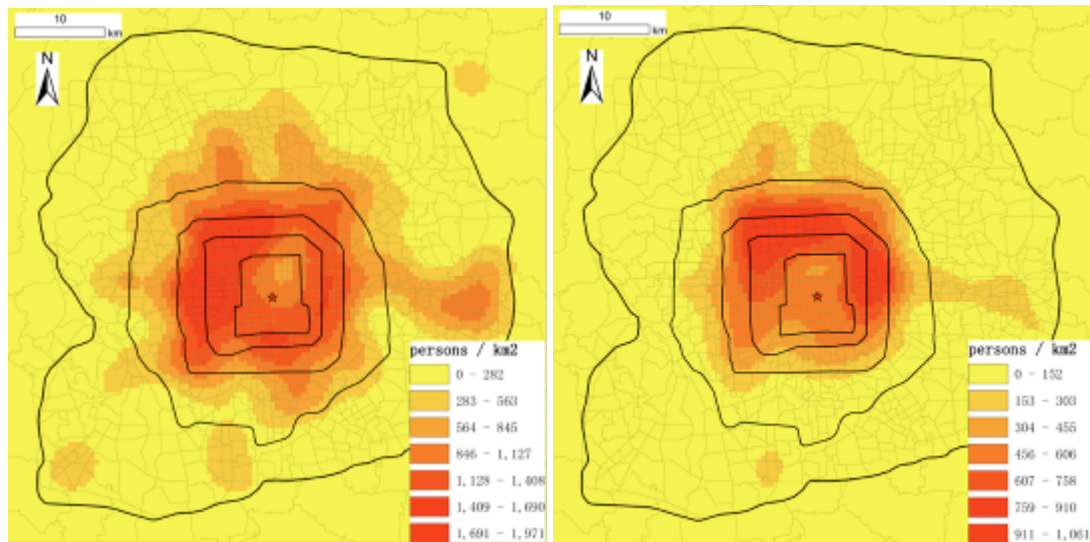 10
km
N
persons / km2
0 - 282
283 - 563
564 - 845
846 - 1,127
1,128 - 1,408
1,409 - 1,690
1,691 - 1,971
10
km
N
persons / km2
0 - 152
153 - 303
304 - 455
456 - 606
607 - 758
759 - 910
911 - 1,061